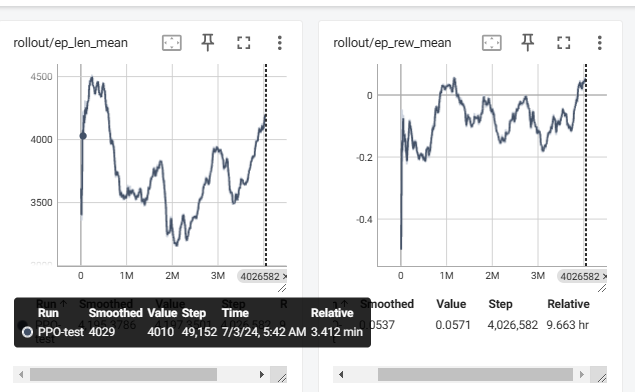 rollout/ep_len_mean
rollout/ep_rew_mean
4500
4000
3500
3000
0 1M 2M 3M 4026582 ×
0
-0.2
-0.4
0 1M 2M 3M 4026582 ×
Run ↑ Smoothed Value Step R
Run Smoothed Value Step Time Relative
PPO-test 4029 4010 49,152 7/3/24, 5:42 AM 3.412 min
Smoothed Value Step Relative
0.0537 0.0571 4,026,582 9.663 hr
test